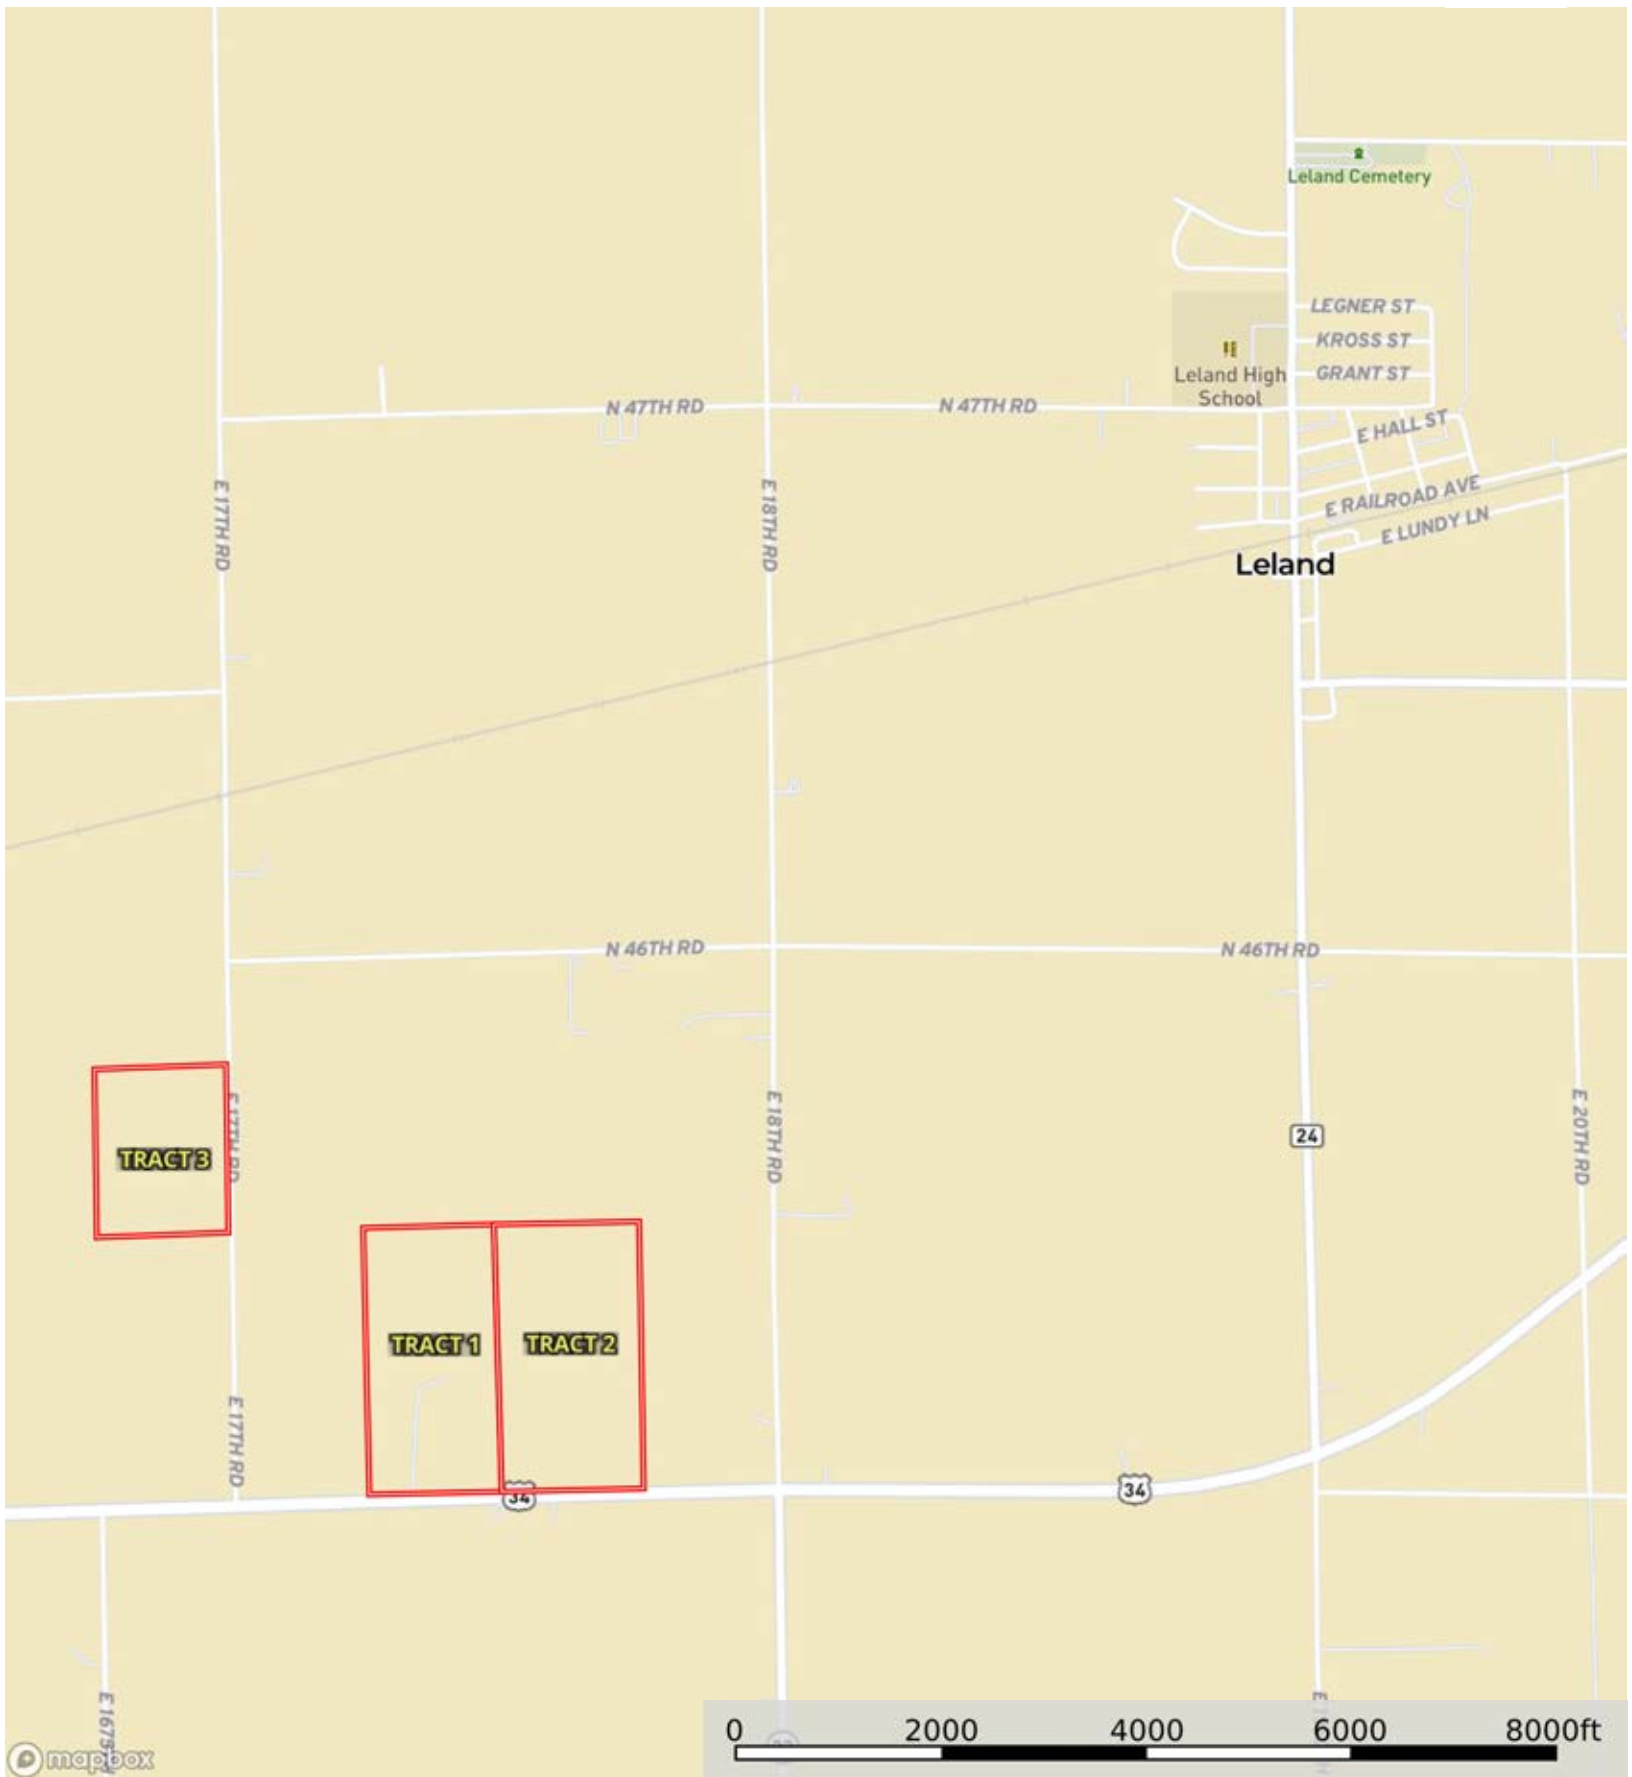 Leland Cemetery
LEGNER ST
KROSS ST
GRANT ST
Leland High
School
N 47TH RD
N 47TH RD
E HALL ST
E RAILROAD AVE
E LUNDY LN
E 17TH RD
E 18TH RD
Leland
N 46TH RD
N 46TH RD
E 17TH RD
E 18TH RD
24
E 20TH RD
TRACT 3
TRACT 1
TRACT 2
E 17TH RD
34
34
mapbox
0 2000 4000 6000 8000ft